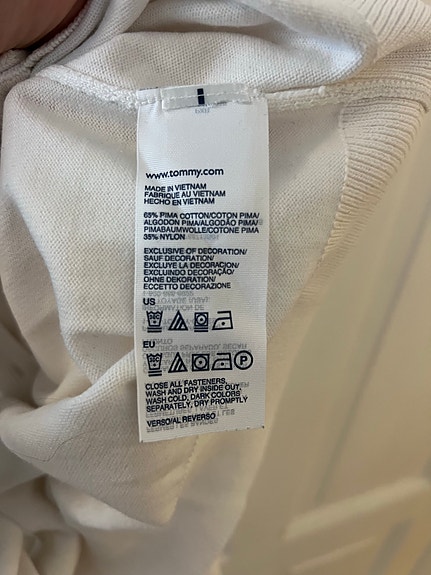 www.tommy.com
MADE IN VIETNAM
FABRIQUE AU VIETNAM
HECHO EN VIETNAM
65% PIMA COTTON/COTON PIMA/
ALGODON PIMA/ALGODÃO PIMA/
PIMABAUMWOLLE/COTONE PIMA
35% NYLON
EXCLUSIVE OF DECORATION/
SAUF DECORATION/
EXCLUYE LA DECORACION/
EXCLUINDO DECORAÇÃO/
OHNE DEKORATION/
ECCETTO DECORAZIONE
US
EU
P
CLOSE ALL FASTENERS,
WASH AND DRY INSIDE OUT,
WASH COLD, DARK COLORS
SEPARATELY, DRY PROMPTLY
VERSO/AL REVERSO